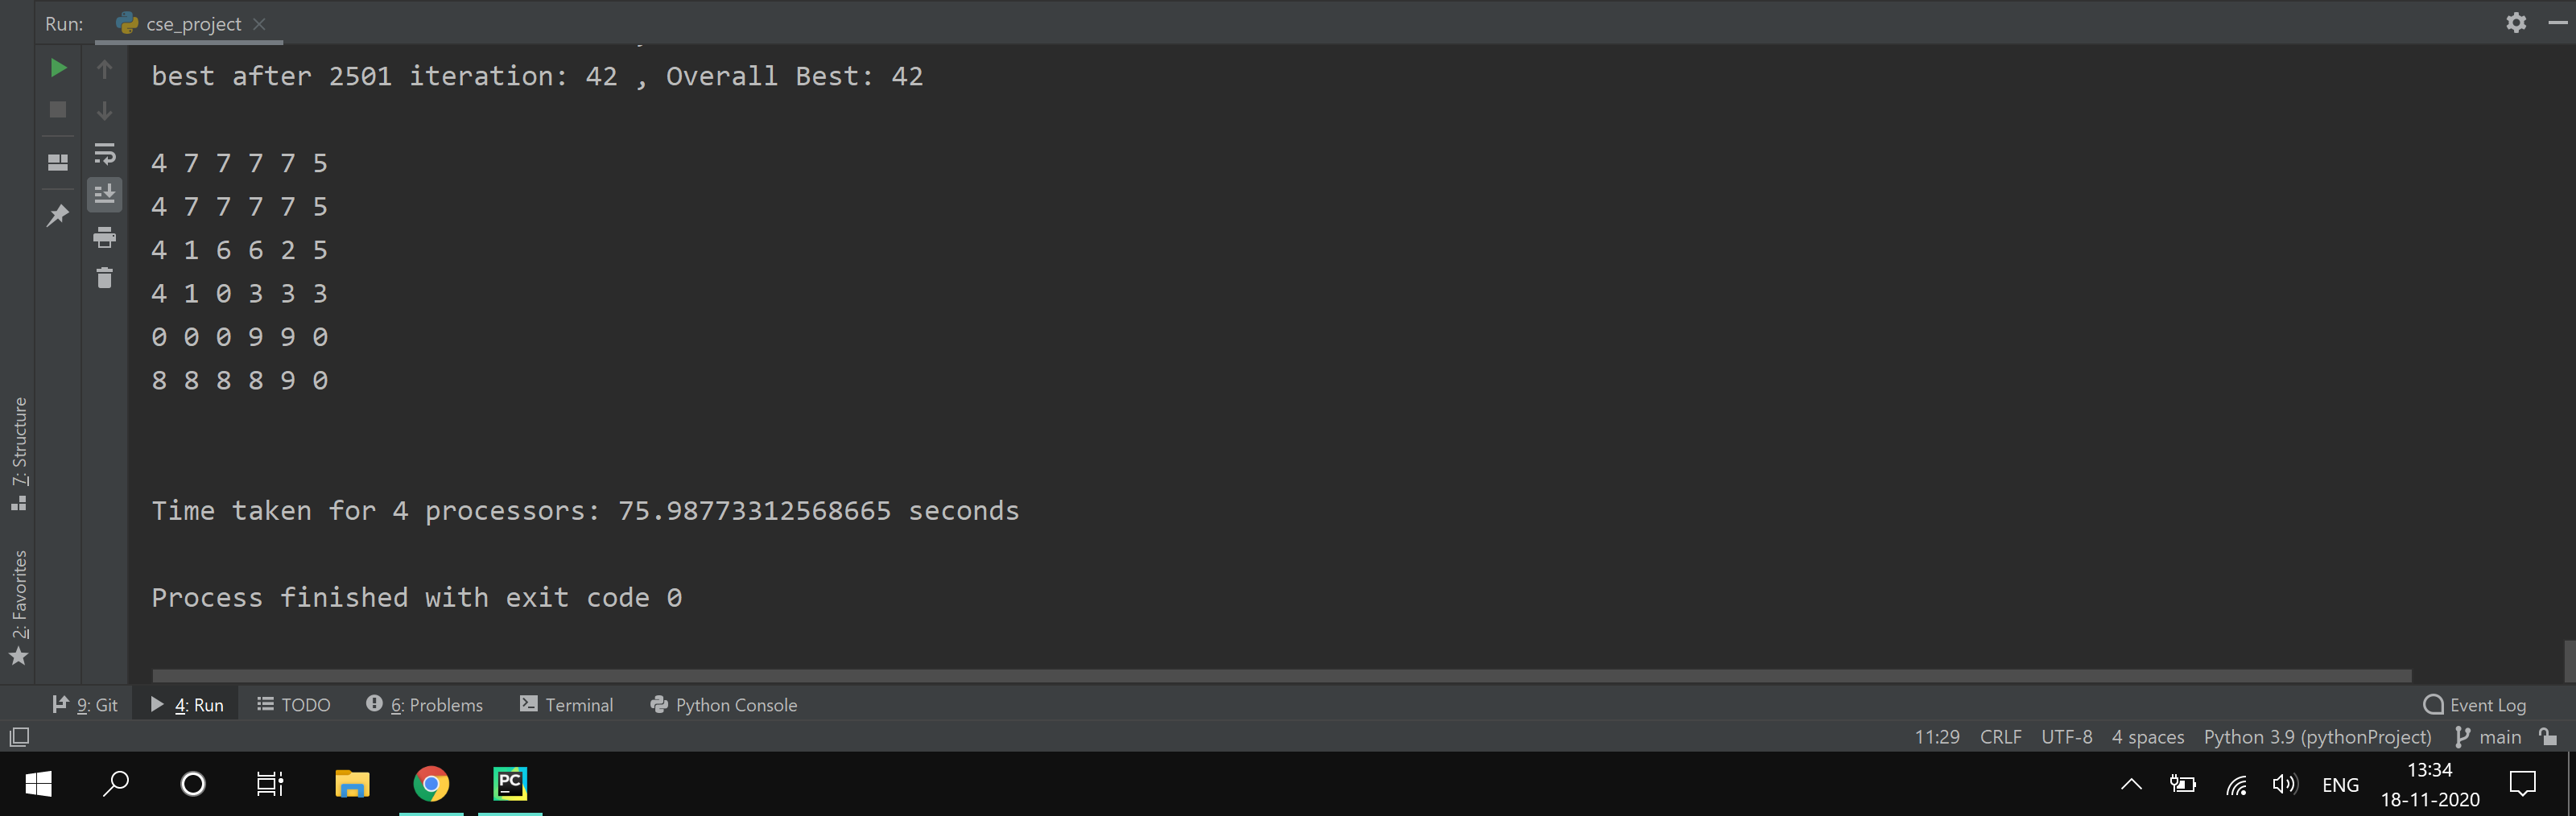 Run: cse_project
best after 2501 iteration: 42 , Overall Best: 42
4 7 7 7 7 5
4 7 7 7 7 5
4 1 6 6 2 5
4 1 0 3 3 3
0 0 0 9 9 0
8 8 8 8 9 0
Time taken for 4 processors: 75.98773312568665 seconds
Process finished with exit code 0
7: Structure
2: Favorites
9: Git 4: Run TODO 6: Problems Terminal Python Console Event Log
11:29 CRLF UTF-8 4 spaces Python 3.9 (pythonProject) main
PC ENG 13:34
18-11-2020